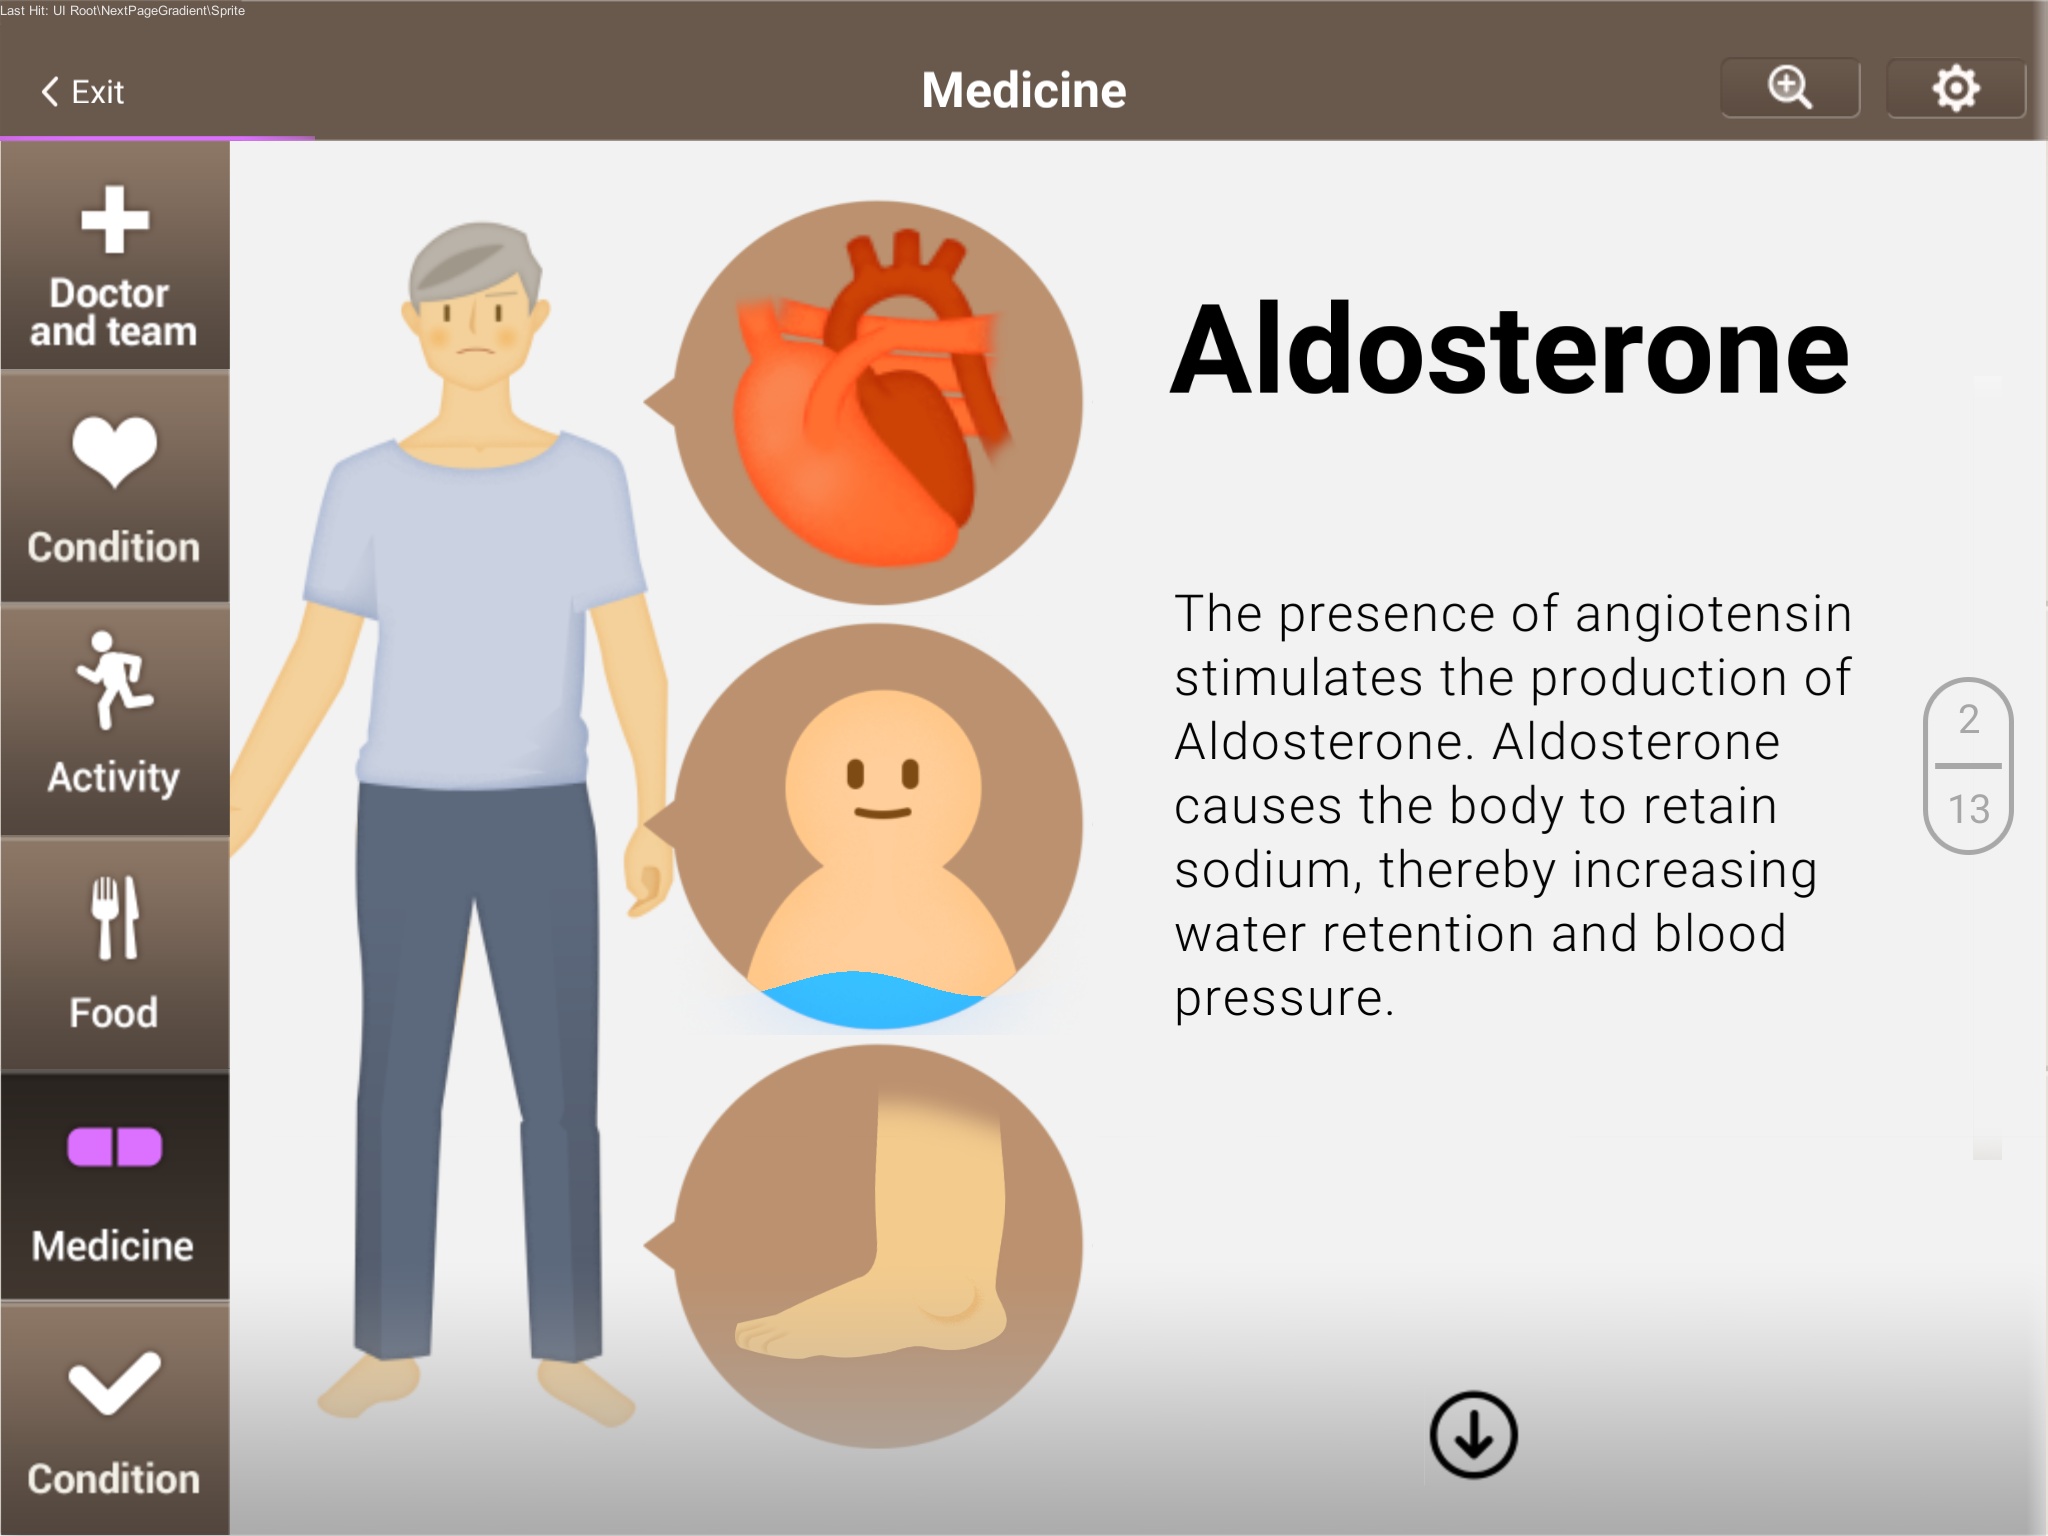 Last Hit: UI Root\NextPageGradient\Sprite
Exit
Medicine
Doctor
and team
Condition
Activity
Food
Medicine
Condition
Aldosterone
The presence of angiotensin
stimulates the production of
Aldosterone. Aldosterone
causes the body to retain
sodium, thereby increasing
water retention and blood
pressure.
2
13